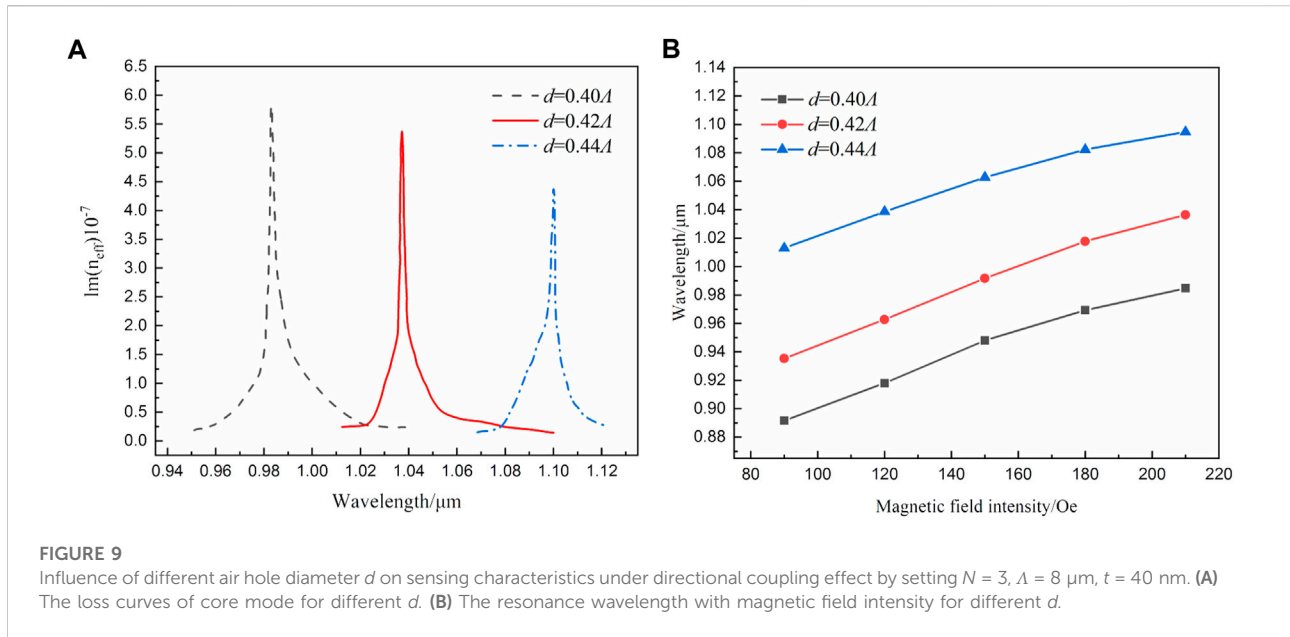 A
6.5
6.0
5.5
5.0
4.5
4.0
3.5
3.0
2.5
2.0
1.5
1.0
0.5
0.0
Im(n_eff)10^-7
d=0.40Λ
d=0.42Λ
d=0.44Λ
0.94 0.96 0.98 1.00 1.02 1.04 1.06 1.08 1.10 1.12
Wavelength/μm
B
1.14
1.12
1.10
1.08
1.06
1.04
1.02
1.00
0.98
0.96
0.94
0.92
0.90
0.88
Wavelength/μm
d=0.40Λ
d=0.42Λ
d=0.44Λ
80 100 120 140 160 180 200 220
Magnetic field intensity/Oe
FIGURE 9
Influence of different air hole diameter d on sensing characteristics under directional coupling effect by setting N = 3, Λ = 8 μm, t = 40 nm. (A)
The loss curves of core mode for different d. (B) The resonance wavelength with magnetic field intensity for different d.